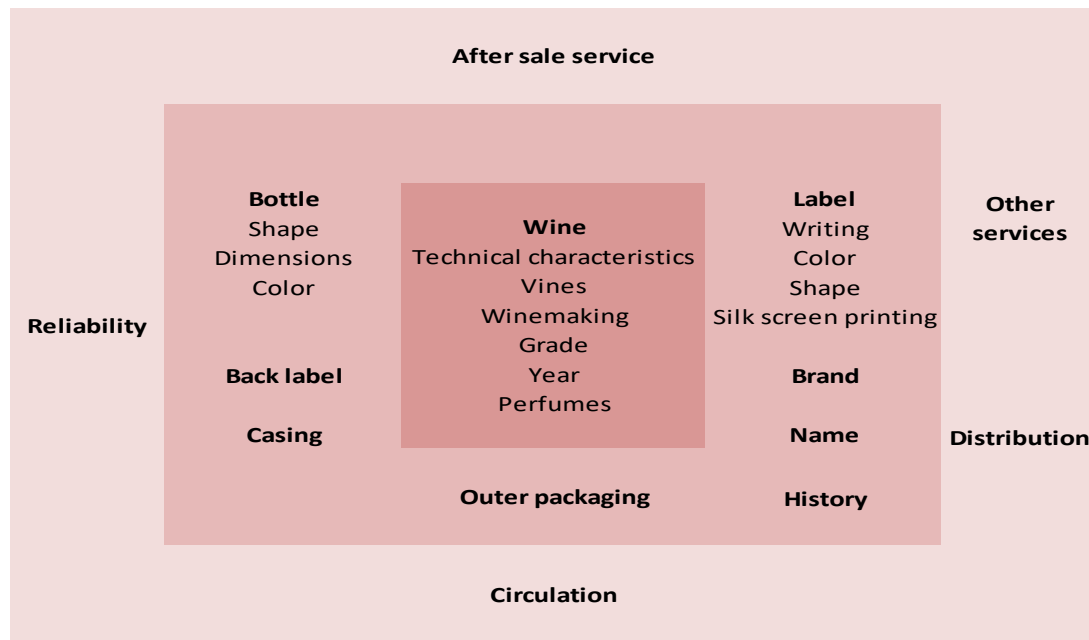 After sale service
Bottle
Shape
Dimensions
Color
Back label
Casing
Wine
Technical characteristics
Vines
Winemaking
Grade
Year
Perfumes
Label
Writing
Color
Shape
Silk screen printing
Brand
Name
History
Outer packaging
Other
services
Reliability
Distribution
Circulation